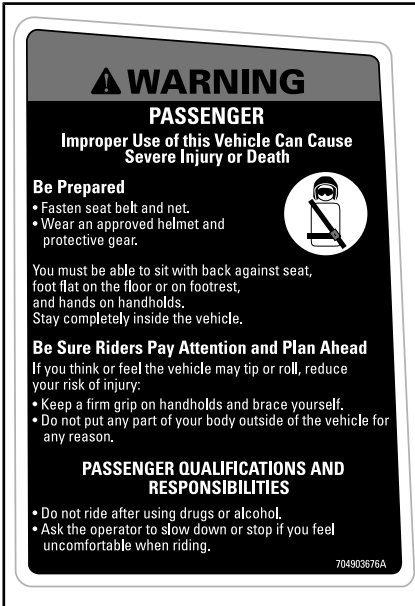 WARNING
PASSENGER
Improper Use of this Vehicle Can Cause
Severe Injury or Death
Be Prepared
• Fasten seat belt and net.
• Wear an approved helmet and
protective gear.
You must be able to sit with back against seat,
foot flat on the floor or on footrest,
and hands on handholds.
Stay completely inside the vehicle.
Be Sure Riders Pay Attention and Plan Ahead
If you think or feel the vehicle may tip or roll, reduce
your risk of injury:
• Keep a firm grip on handholds and brace yourself.
• Do not put any part of your body outside of the vehicle for
any reason.
PASSENGER QUALIFICATIONS AND
RESPONSIBILITIES
• Do not ride after using drugs or alcohol.
• Ask the operator to slow down or stop if you feel
uncomfortable when riding.
704903676A